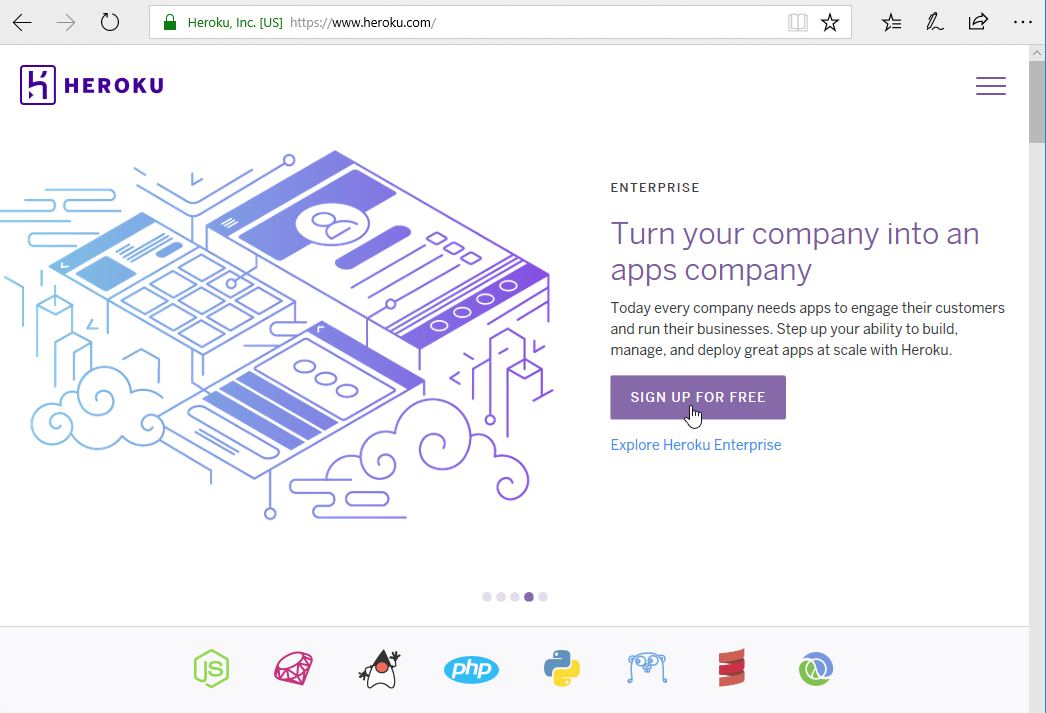 Heroku, Inc. [US] https://www.heroku.com/
HEROKU
ENTERPRISE
Turn your company into an
apps company
Today every company needs apps to engage their customers
and run their businesses. Step up your ability to build,
manage, and deploy great apps at scale with Heroku.
SIGN UP FOR FREE
Explore Heroku Enterprise
JS
php